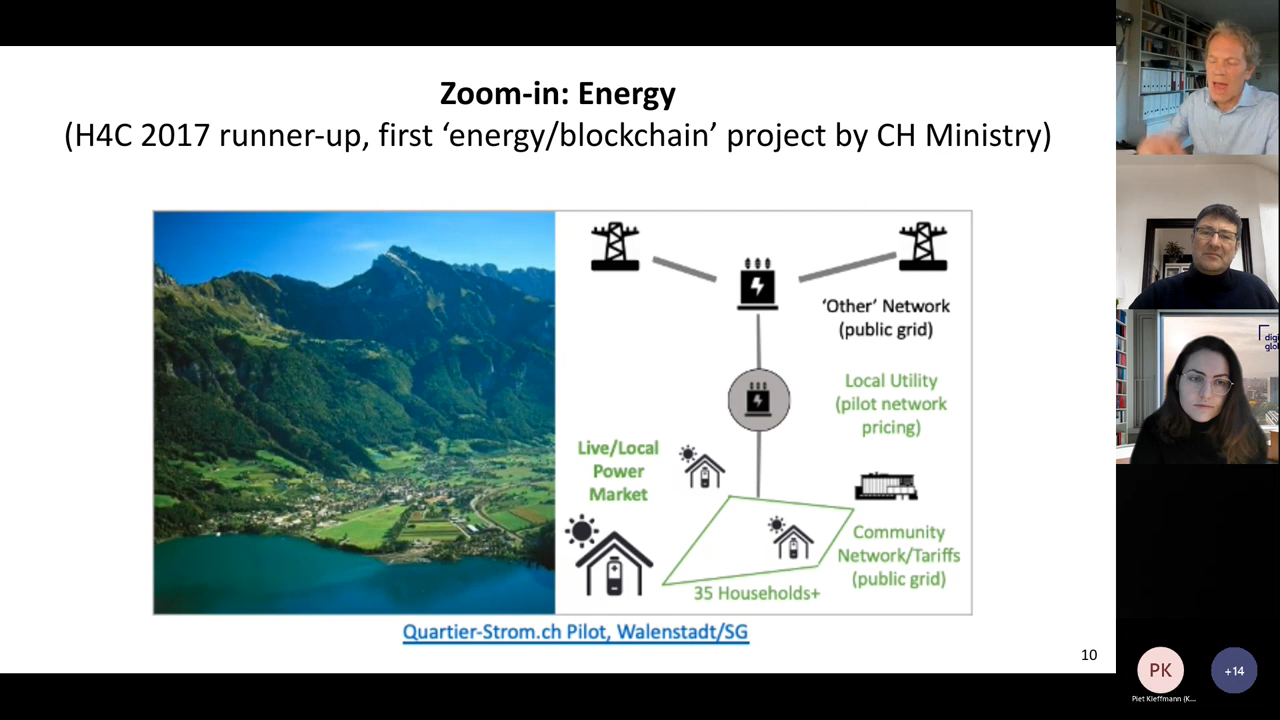 Zoom-in: Energy
(H4C 2017 runner-up, first ‘energy/blockchain’ project by CH Ministry)
‘Other’ Network
(public grid)
Local Utility
(pilot network
pricing)
Live/Local
Power
Market
Community
Network/Tariffs
(public grid)
35 Households+
Quartier-Strom.ch Pilot, Walenstadt/SG
10
digi
glo
PK
+14
Piet Kleffmann (K...